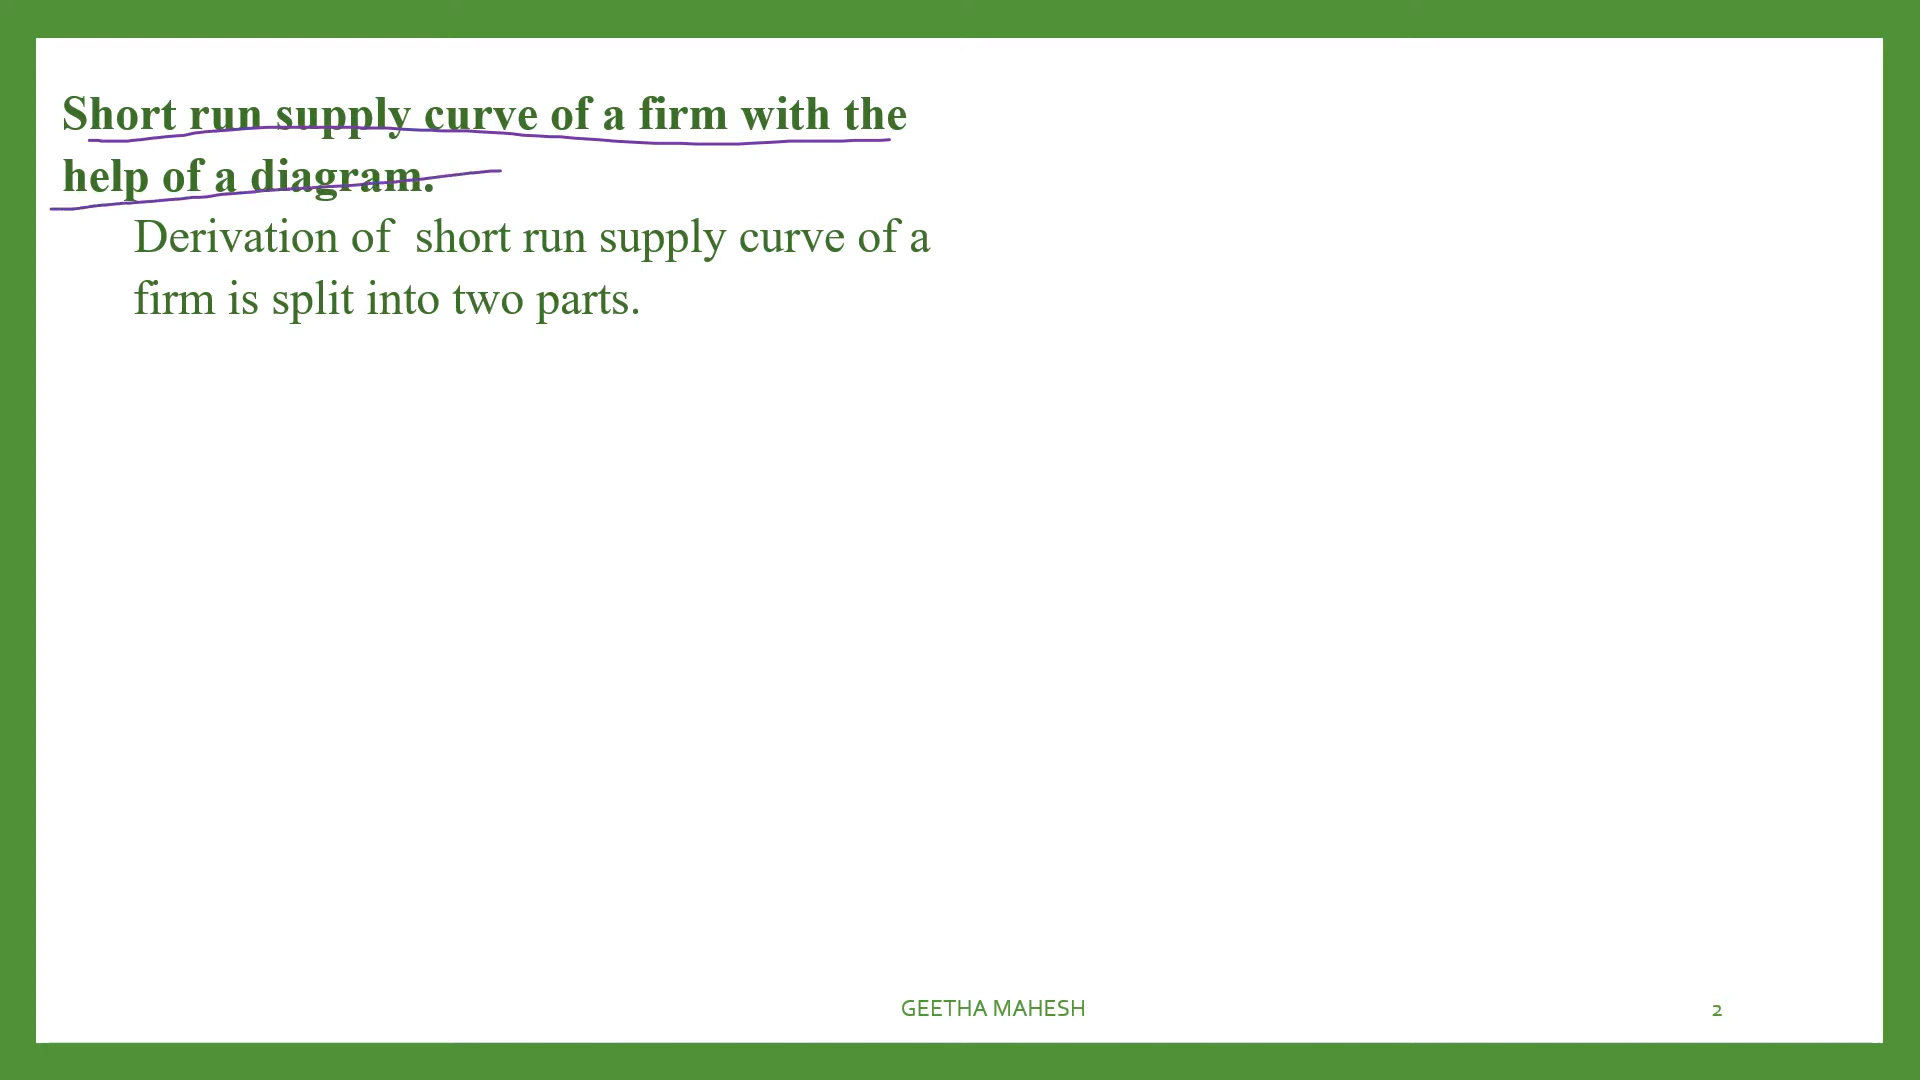 Short run supply curve of a firm with the
help of a diagram.
Derivation of  short run supply curve of a
firm is split into two parts.
GEETHA MAHESH
2